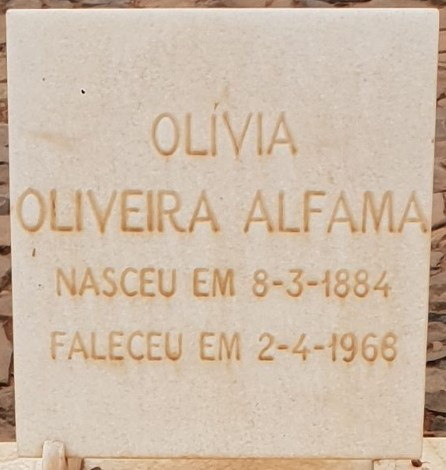 OLÍVIA
OLIVEIRA ALFAMA
NASCEU EM 8-3-1884
FALECEU EM 2-4-1968